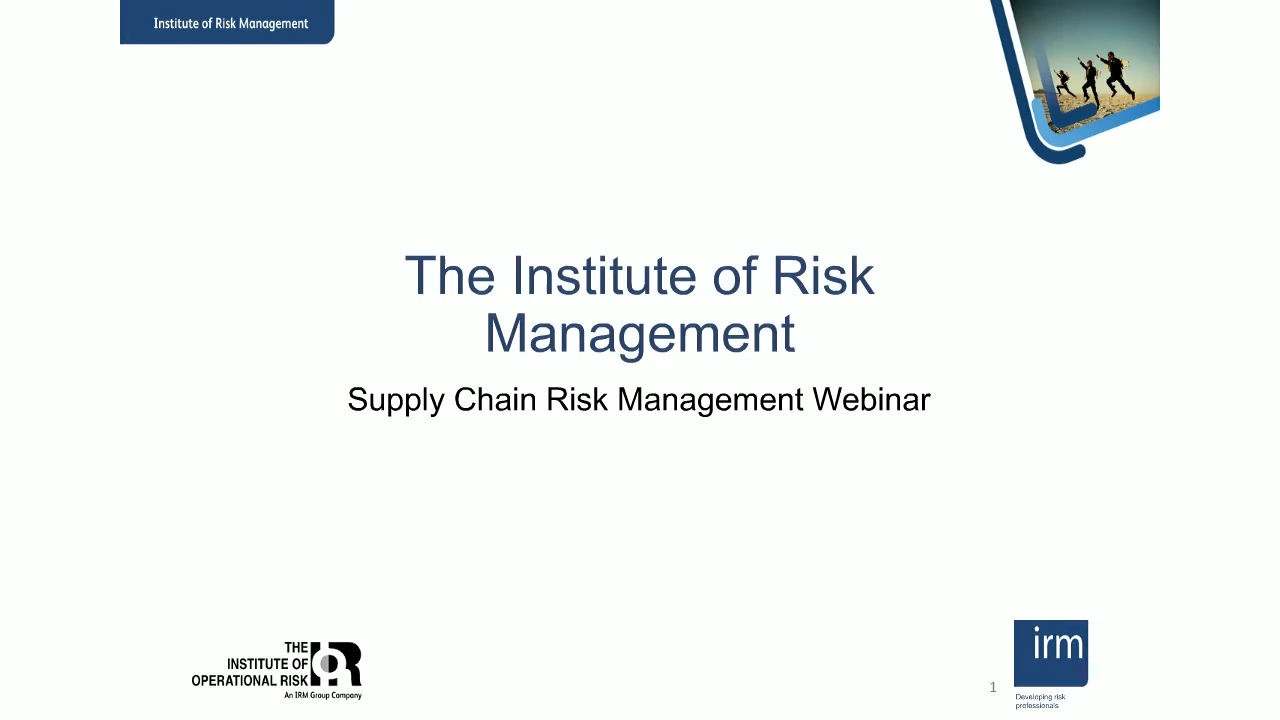 Institute of Risk Management
The Institute of Risk
Management
Supply Chain Risk Management Webinar
THE
INSTITUTE OF
OPERATIONAL RISK
IOR
An IRM Group Company
1
irm
Developing risk
professionals